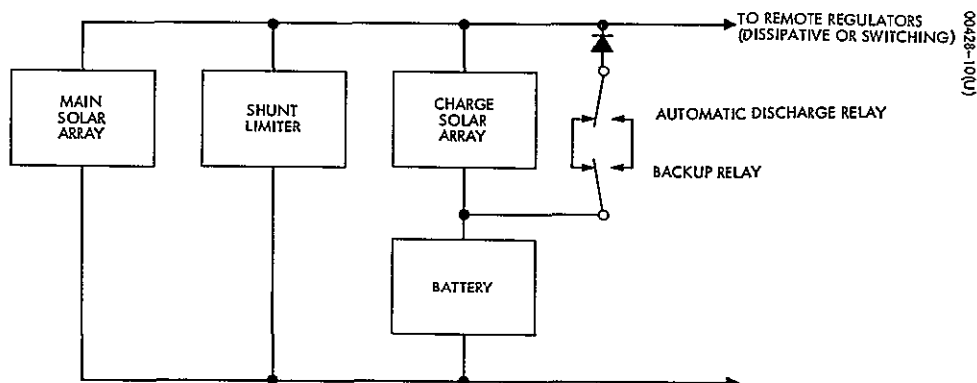 TO REMOTE REGULATORS
(DISSIPATIVE OR SWITCHING)
00428-10(U)
MAIN
SOLAR
ARRAY
SHUNT
LIMITER
CHARGE
SOLAR
ARRAY
AUTOMATIC DISCHARGE RELAY
BACKUP RELAY
BATTERY